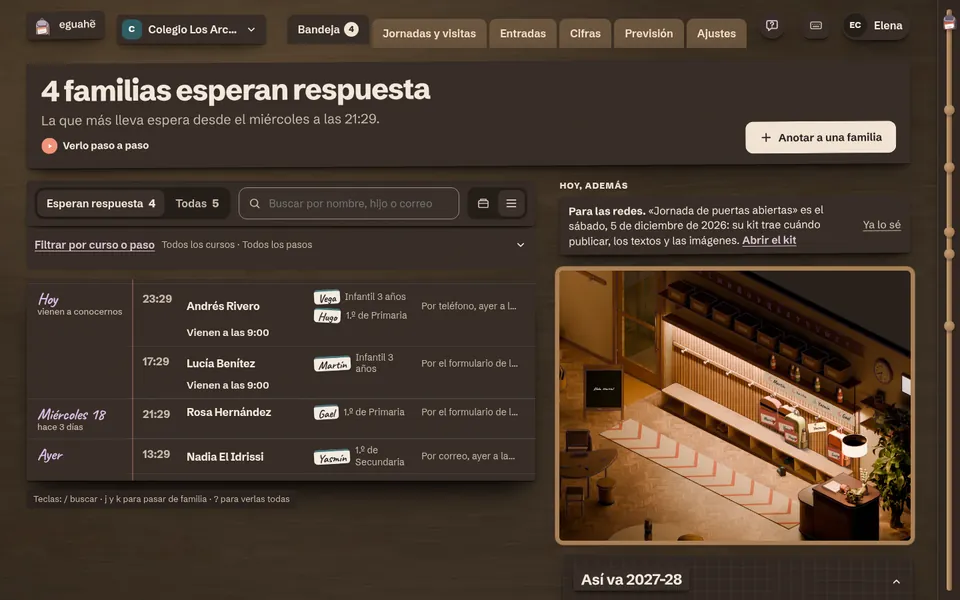 eguahē
C Colegio Los Arc...
Bandeja 4
Jornadas y visitas
Entradas
Cifras
Previsión
Ajustes
EC Elena
4 familias esperan respuesta
La que más lleva espera desde el miércoles a las 21:29.
Verlo paso a paso
+ Anotar a una familia
Esperan respuesta 4
Todas 5
Buscar por nombre, hijo o correo
Filtrar por curso o paso Todos los cursos · Todos los pasos
Hoy
vienen a conocernos
23:29
Andrés Rivero
Vega Infantil 3 años
Hugo 1.º de Primaria
Por teléfono, ayer a l...
Vienen a las 9:00
17:29
Lucía Benítez
Martín Infantil 3
años
Por el formulario de l...
Vienen a las 9:00
Miércoles 18
hace 3 días
21:29
Rosa Hernández
Gael 1.º de Primaria
Por el formulario de l...
Ayer
13:29
Nadia El Idrissi
Yasmin 1.º de
Secundaria
Por correo, ayer a la...
Teclas: / buscar · j y k para pasar de familia · ? para verlas todas
HOY, ADEMÁS
Para las redes. «Jornada de puertas abiertas» es el
sábado, 5 de diciembre de 2026: su kit trae cuándo
publicar, los textos y las imágenes. Abrir el kit
Ya lo sé
Así va 2027-28